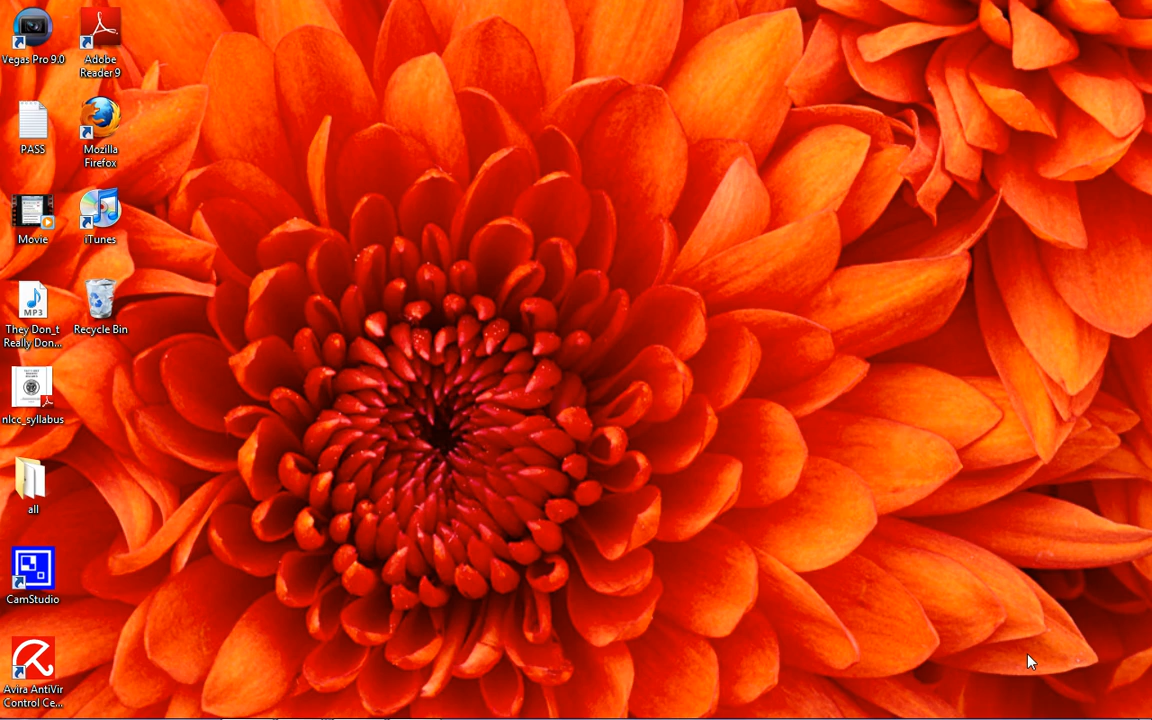 Vegas Pro 9.0
Adobe
Reader 9
PASS
Mozilla
Firefox
Movie
iTunes
MP3
They Don_t
Really Don...
Recycle Bin
nlcc_syllabus
all
CamStudio
Avira AntiVir
Control Ce...